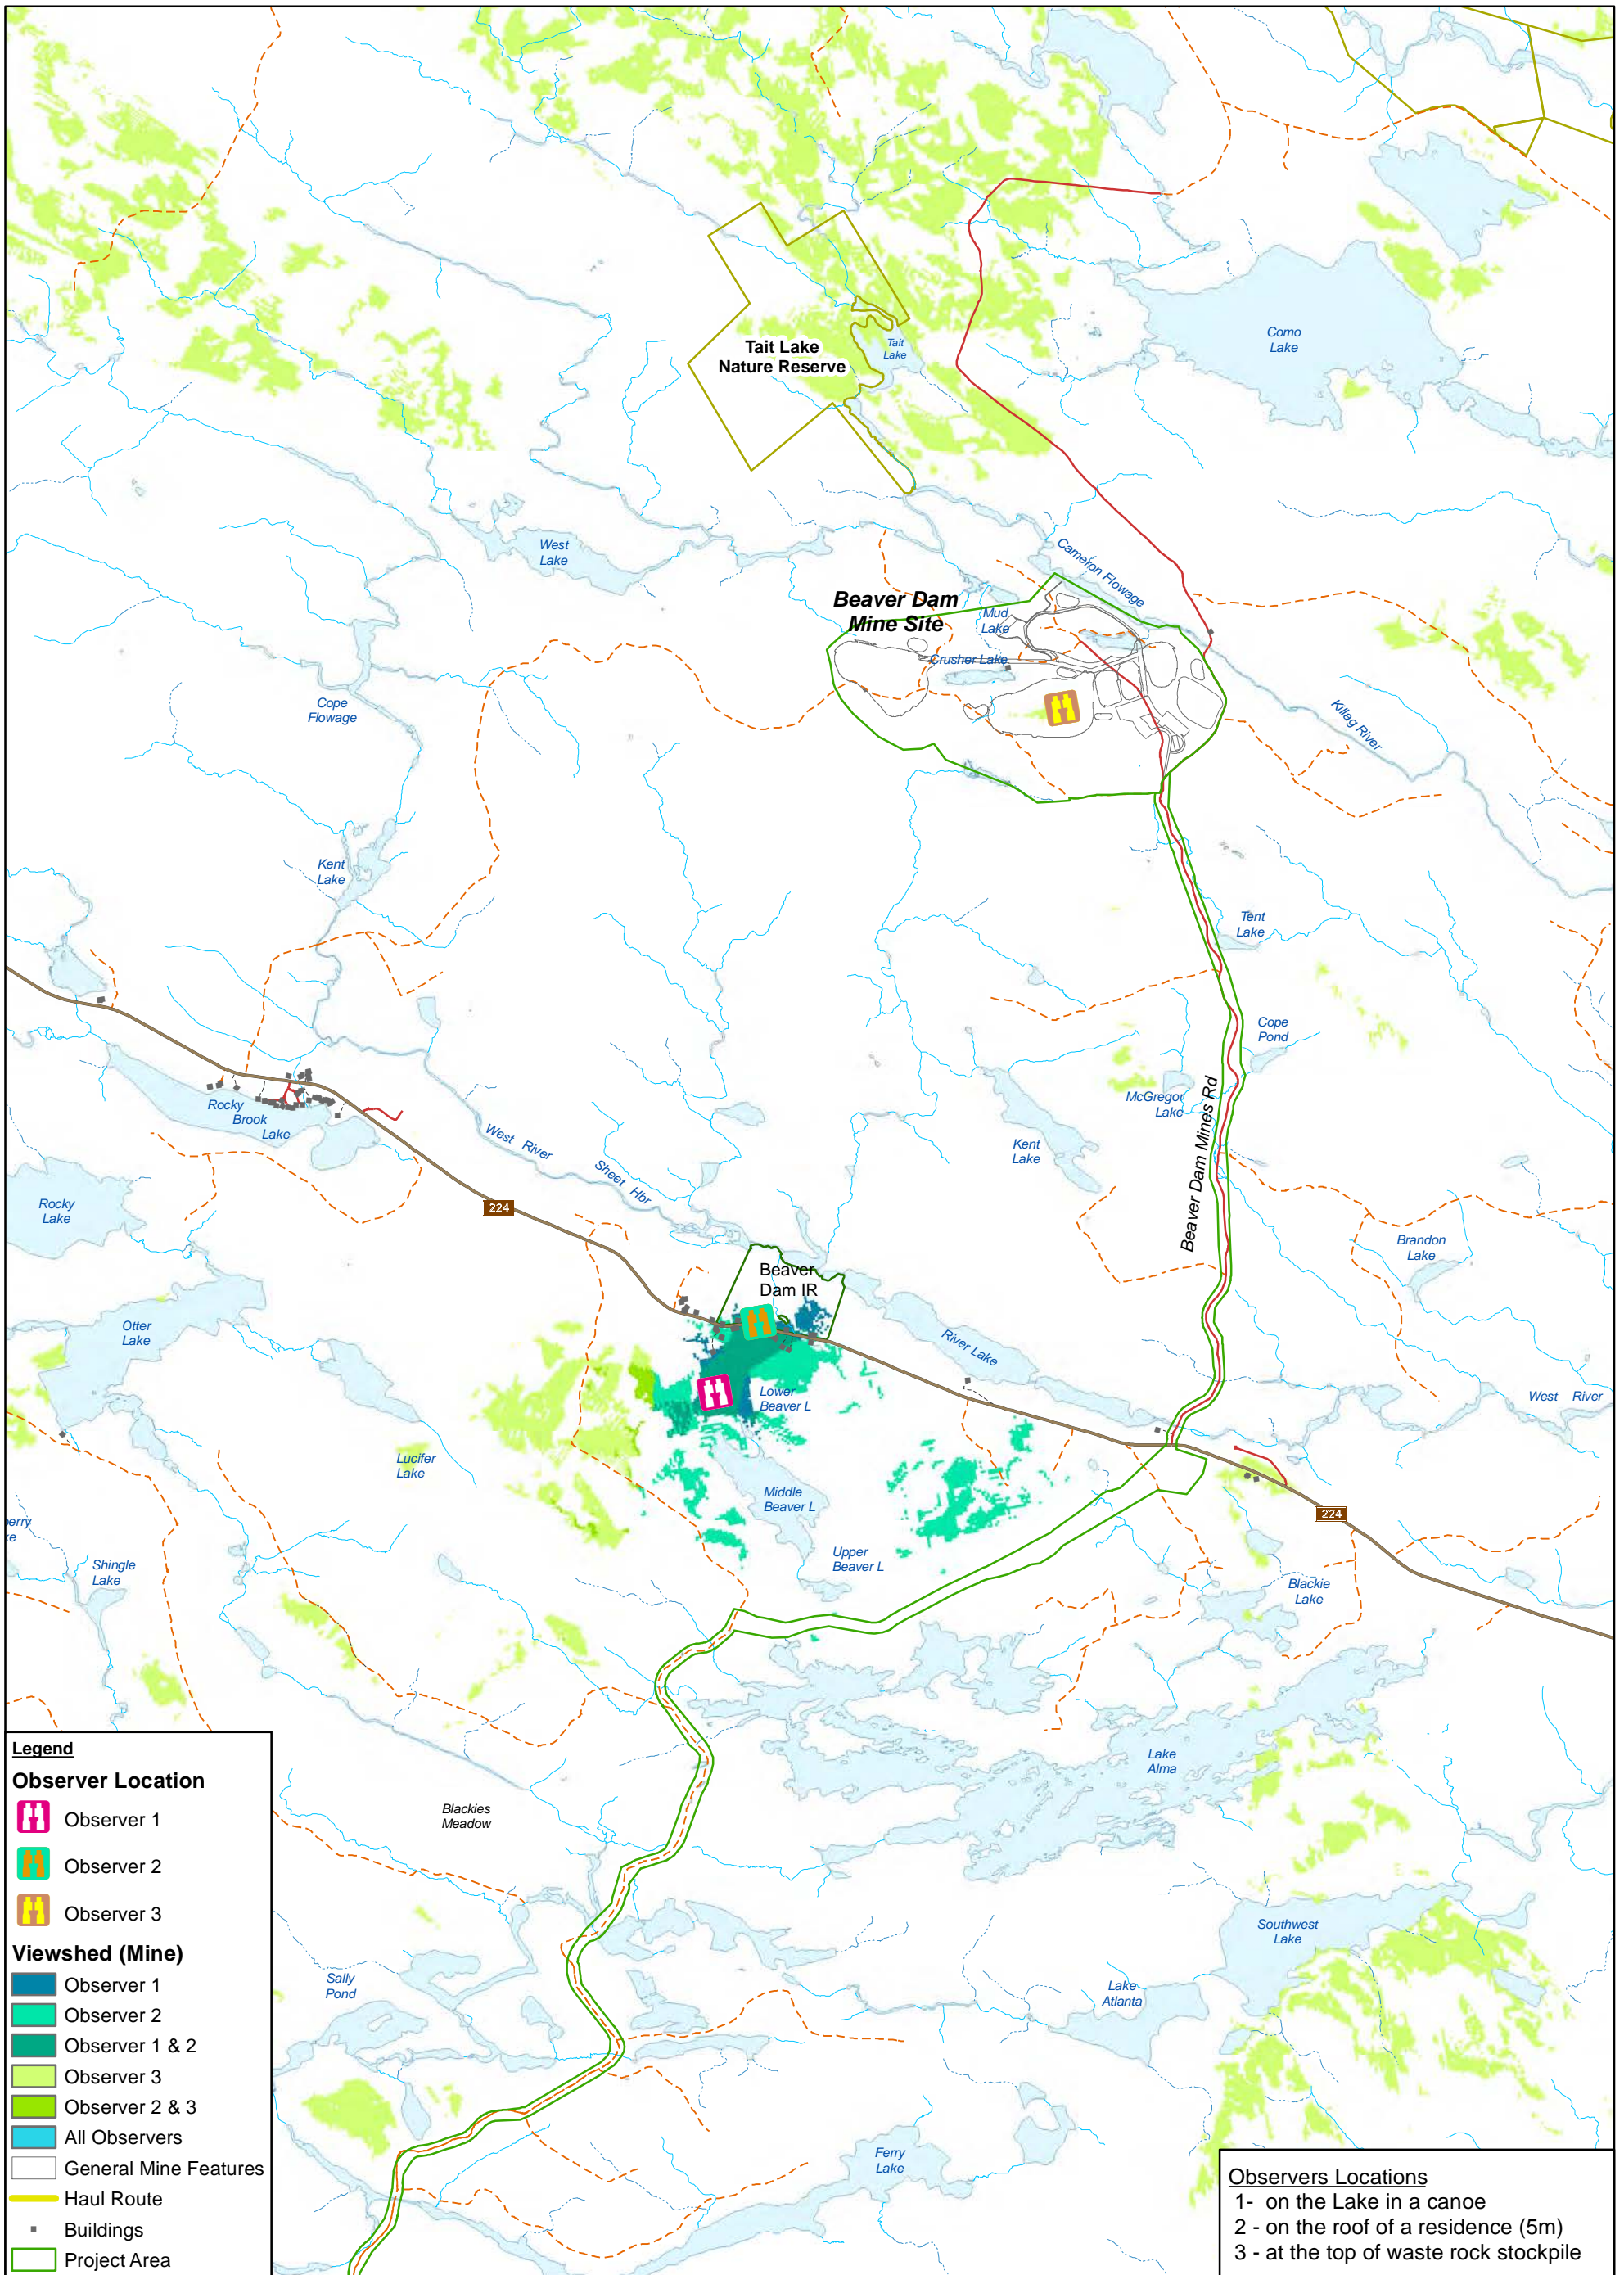 Como
Lake
Tait Lake
Nature Reserve
Tait
Lake
West
Lake
Cameron Flowage
Beaver Dam
Mine Site
Mud
Lake
Crusher Lake
Cope
Flowage
Killag River
Kent
Lake
Tent
Lake
Cope
Pond
McGregor
Lake
Beaver Dam Mines Rd
Rocky
Brook
Lake
West River
Sheet Hbr
Kent
Lake
Rocky
Lake
224
Brandon
Lake
Beaver
Dam IR
Otter
Lake
River Lake
Lower
Beaver L
West River
Lucifer
Lake
Middle
Beaver L
224
Shingle
Lake
Upper
Beaver L
Blackie
Lake
Lake
Alma
Blackies
Meadow
Southwest
Lake
Sally
Pond
Lake
Atlanta
Ferry
Lake
Legend
Observer Location
Observer 1
Observer 2
Observer 3
Viewshed (Mine)
Observer 1
Observer 2
Observer 1 & 2
Observer 3
Observer 2 & 3
All Observers
General Mine Features
Haul Route
Buildings
Project Area
Observers Locations
1- on the Lake in a canoe
2 - on the roof of a residence (5m)
3 - at the top of waste rock stockpile